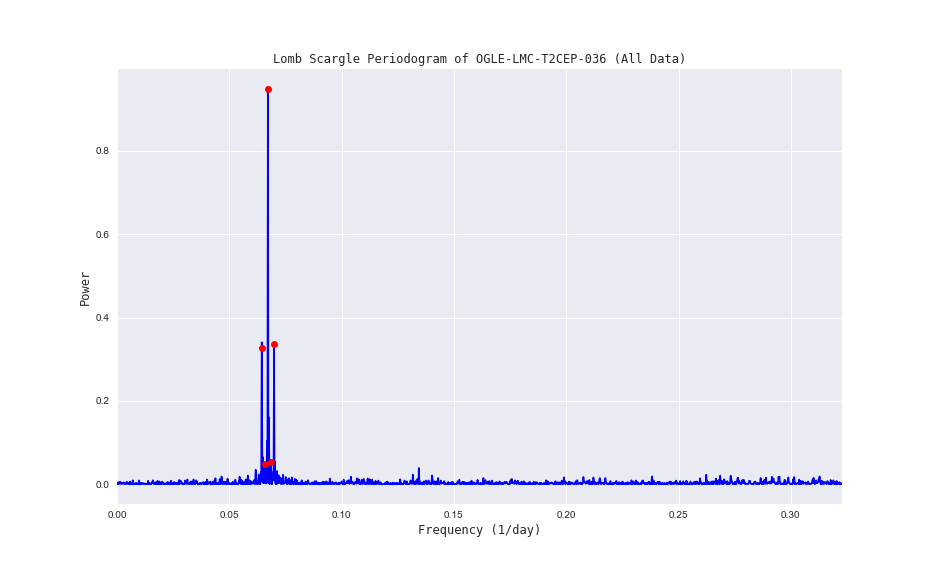 Lomb Scargle Periodogram of OGLE-LMC-T2CEP-036 (All Data)
Power
0.8
0.6
0.4
0.2
0.0
0.00 0.05 0.10 0.15 0.20 0.25 0.30
Frequency (1/day)